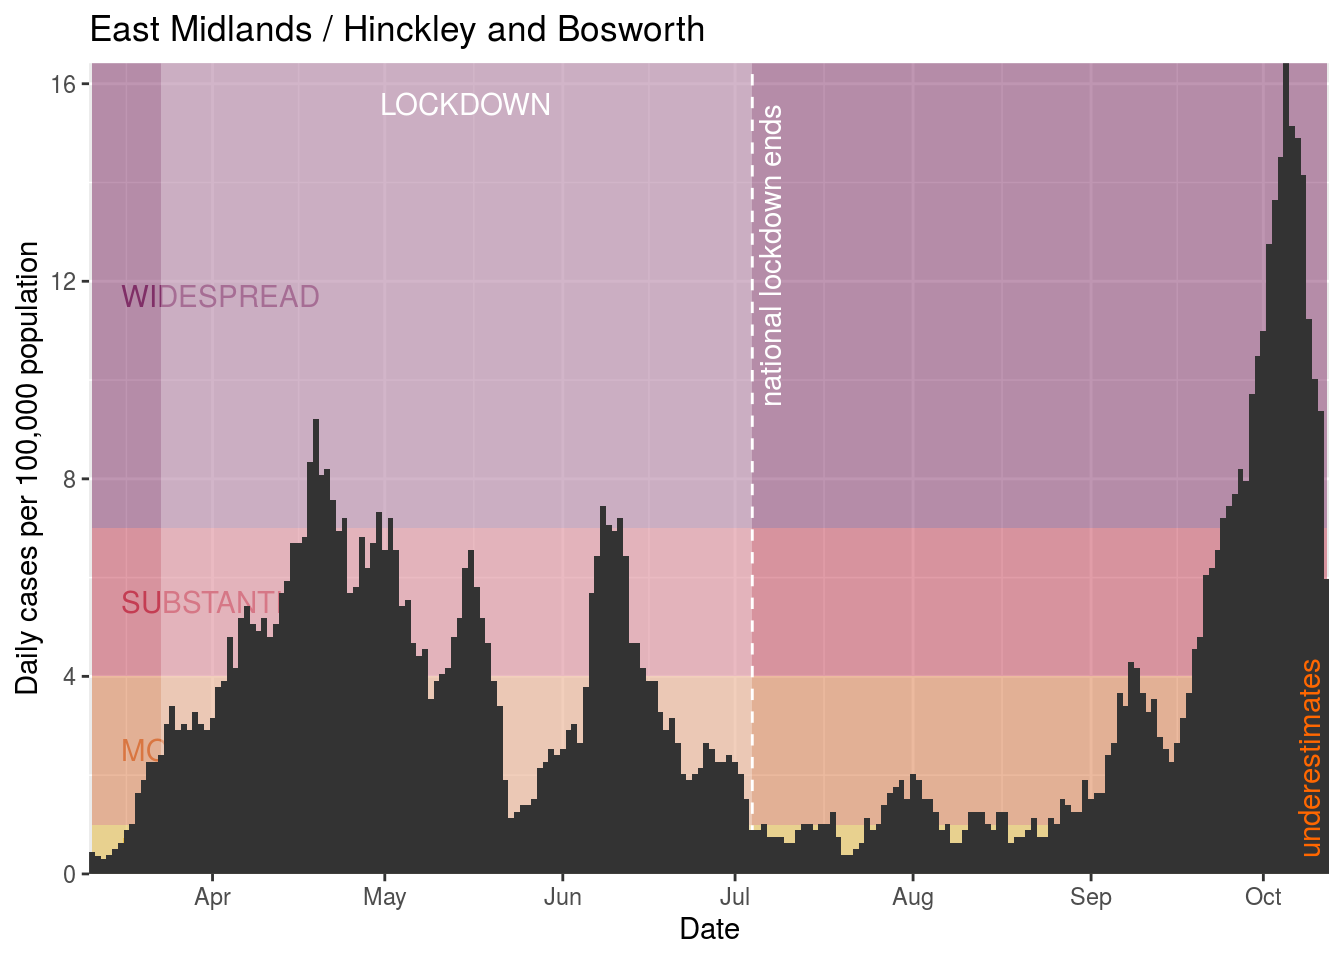 East Midlands / Hinckley and Bosworth
16
12
8
4
0
Daily cases per 100,000 population
LOCKDOWN
national lockdown ends
WIDESPREAD
SUBSTANT
MO
underestimates
Apr
May
Jun
Jul
Aug
Sep
Oct
Date